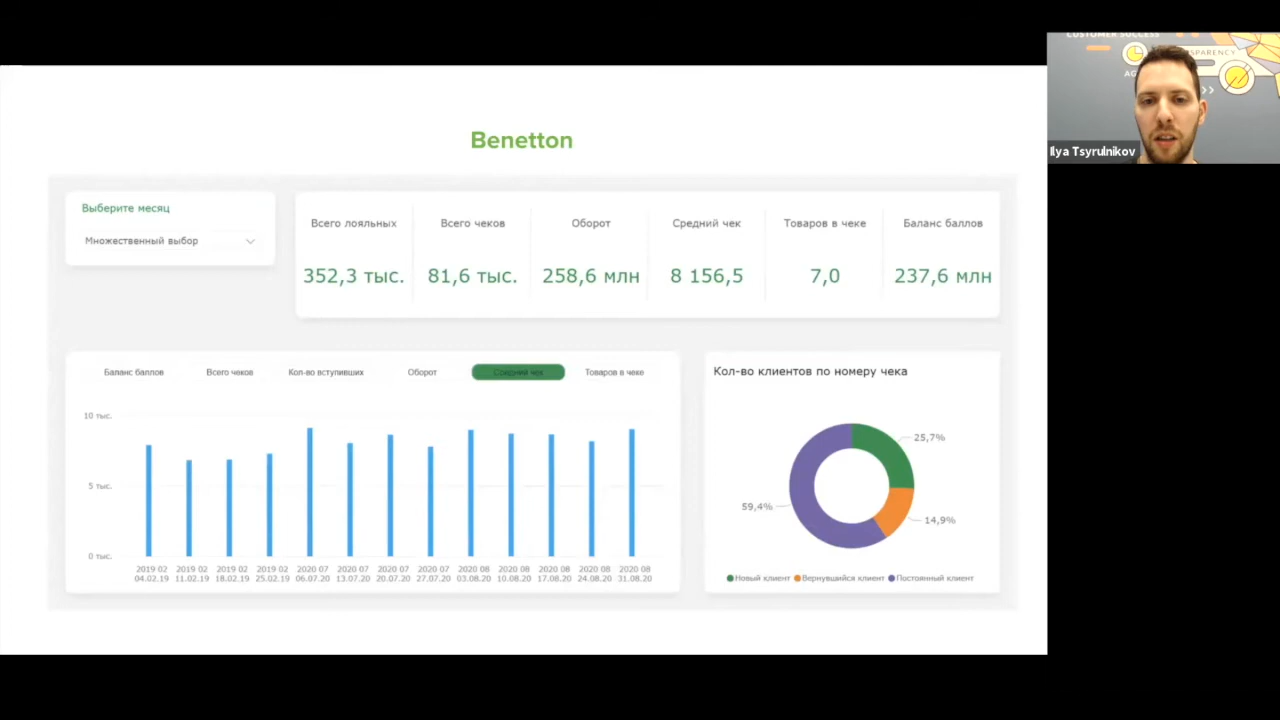 CUSTOMER SUCCESS
Benetton
Ilya Tsyrulnikov
Выберите месяц
Множественный выбор
Всего лояльных
352,3 тыс.
Всего чеков
81,6 тыс.
Оборот
258,6 млн
Средний чек
8 156,5
Товаров в чеке
7,0
Баланс баллов
237,6 млн
Баланс баллов Всего чеков Кол-во вступивших Оборот Средний чек Товаров в чеке
10 тыс.
5 тыс.
0 тыс.
2019 02 2019 02 2019 02 2019 02 2020 07 2020 07 2020 07 2020 07 2020 08 2020 08 2020 08 2020 08 2020 08
04.02.19 11.02.19 18.02.19 25.02.19 06.07.20 13.07.20 20.07.20 27.07.20 03.08.20 10.08.20 17.08.20 24.08.20 31.08.20
Кол-во клиентов по номеру чека
25,7%
59,4%
14,9%
Новый клиент Вернувшийся клиент Постоянный клиент